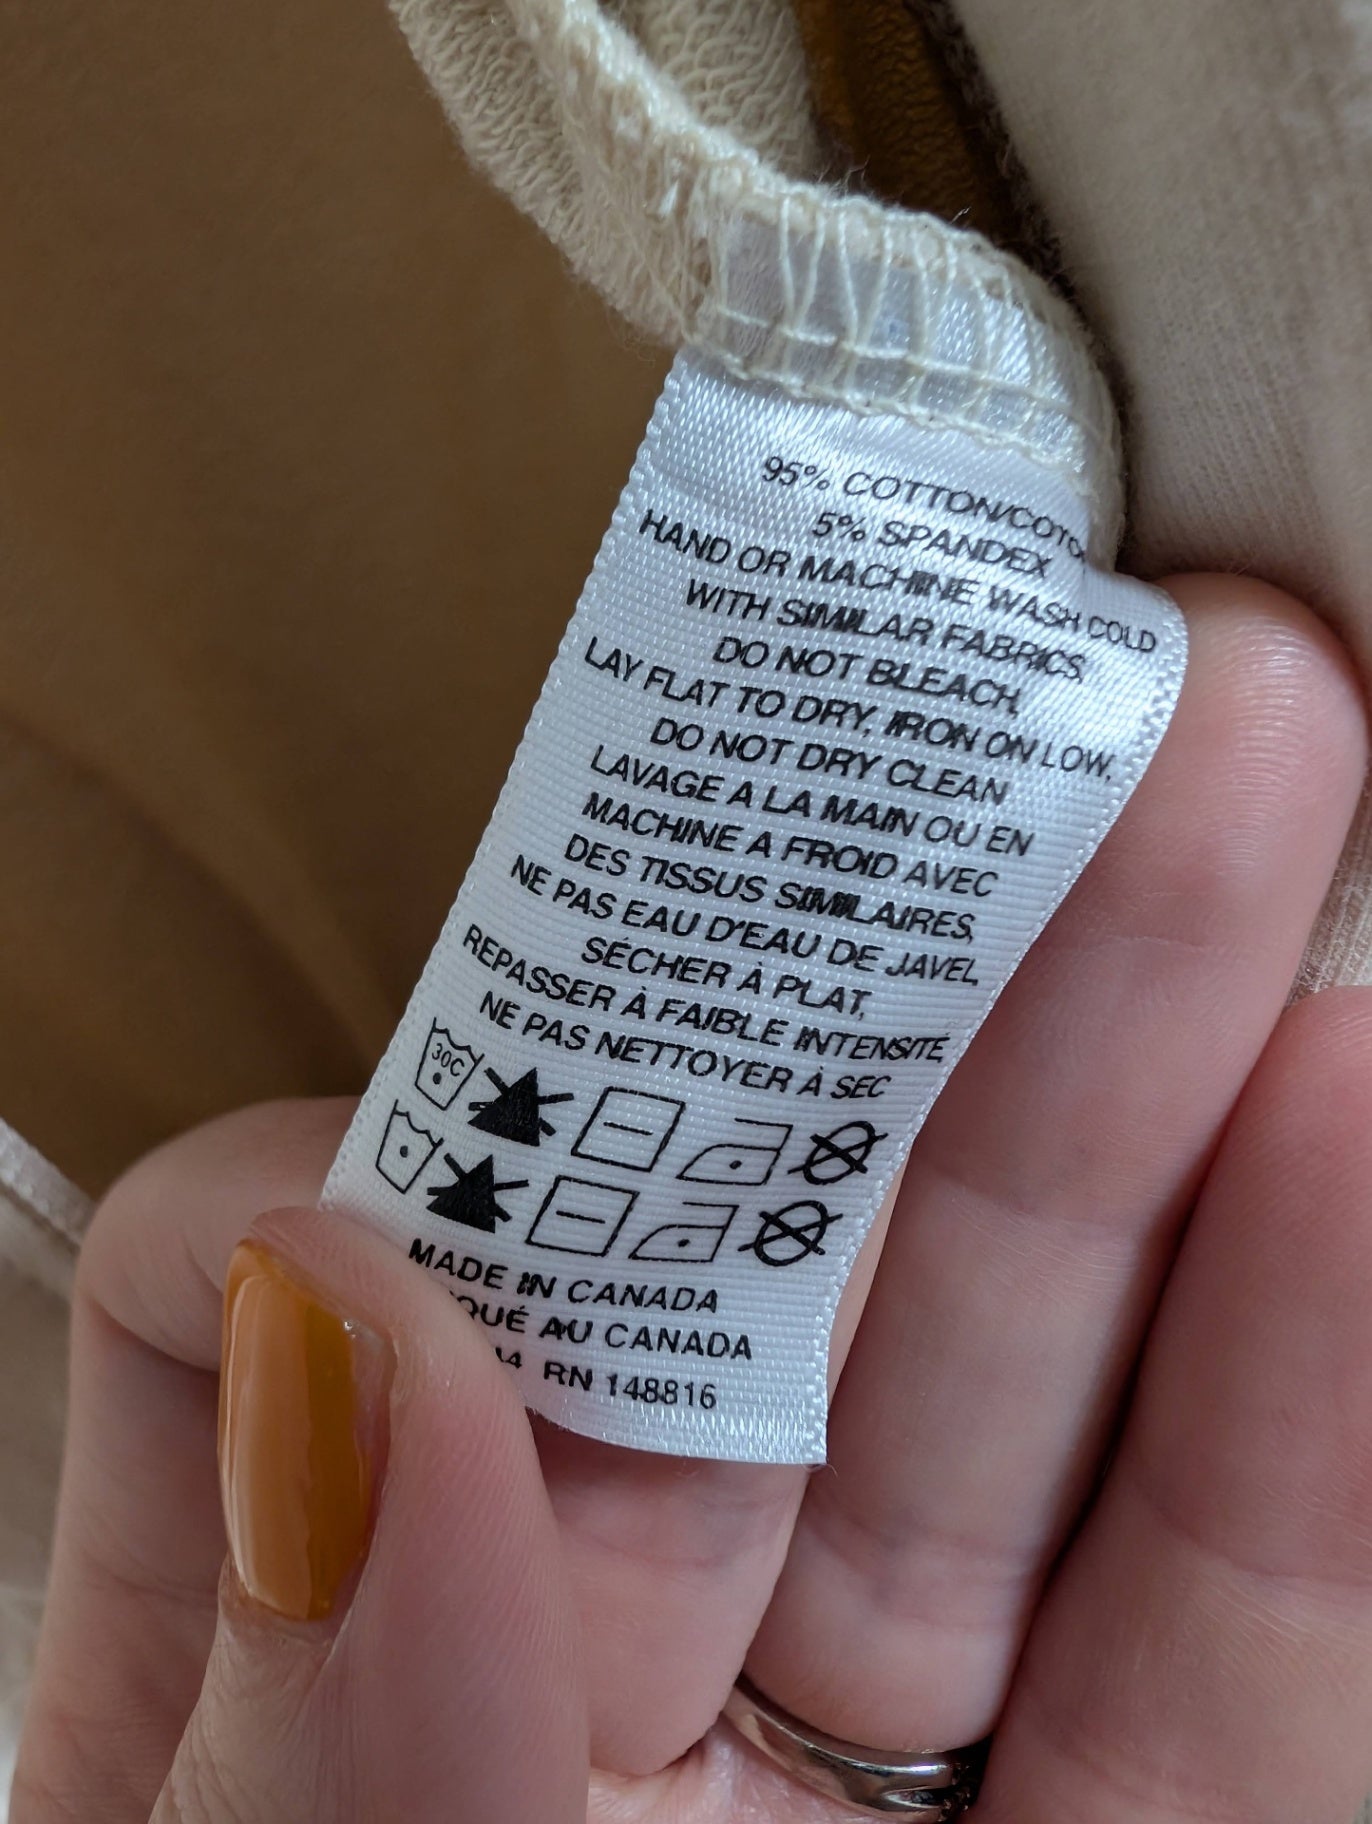 95% COTTON/COTO
5% SPANDEX
HAND OR MACHINE WASH COLD
WITH SIMILAR FABRICS,
DO NOT BLEACH,
LAY FLAT TO DRY, IRON ON LOW,
DO NOT DRY CLEAN
LAVAGE A LA MAIN OU EN
MACHINE A FROID AVEC
DES TISSUS SIMILAIRES,
NE PAS EAU D'EAU DE JAVEL,
SÉCHER À PLAT,
REPASSER À FAIBLE INTENSITÉ,
NE PAS NETTOYER À SEC
30C
MADE IN CANADA
QUÉ AU CANADA
RN 148816